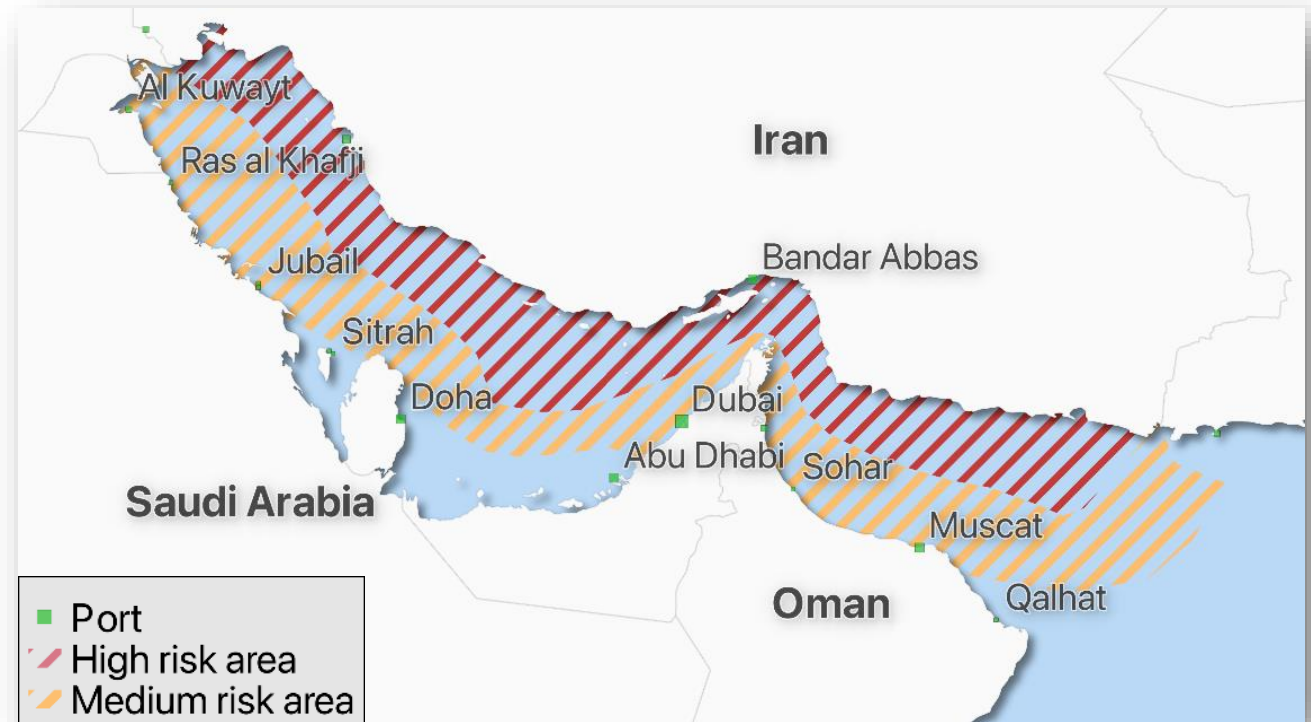 Al Kuwayt
Iran
Ras al Khafji
Bandar Abbas
Jubail
Sitrah
Doha
Dubai
Abu Dhabi
Sohar
Saudi Arabia
Muscat
Oman
Qalhat
Port
High risk area
Medium risk area